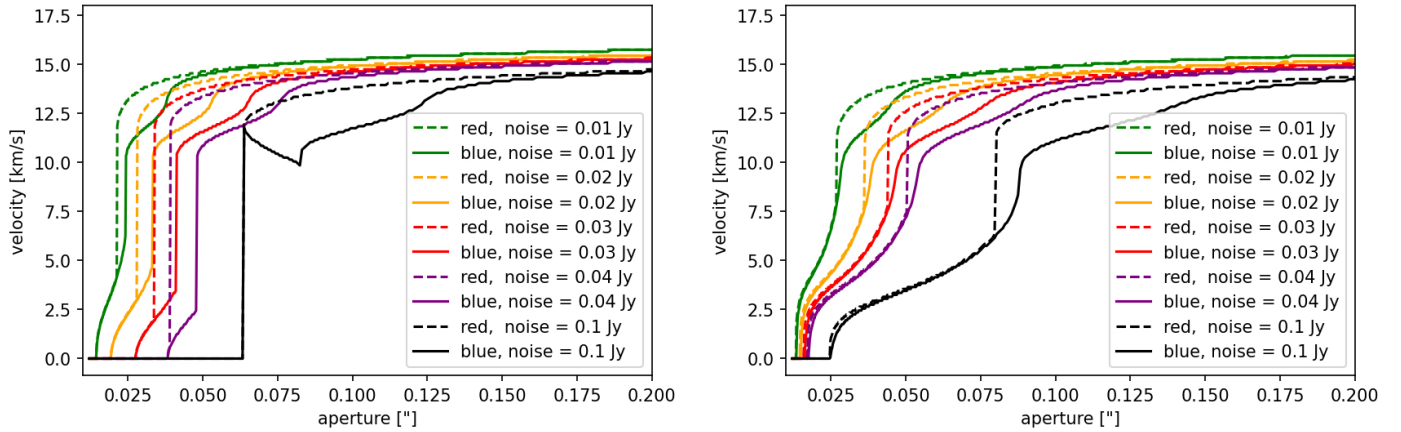 17.5
15.0
12.5
10.0
7.5
5.0
2.5
0.0
velocity [km/s]
0.025 0.050 0.075 0.100 0.125 0.150 0.175 0.200
aperture ["]
red,  noise = 0.01 Jy
blue, noise = 0.01 Jy
red,  noise = 0.02 Jy
blue, noise = 0.02 Jy
red,  noise = 0.03 Jy
blue, noise = 0.03 Jy
red,  noise = 0.04 Jy
blue, noise = 0.04 Jy
red,  noise = 0.1 Jy
blue, noise = 0.1 Jy
17.5
15.0
12.5
10.0
7.5
5.0
2.5
0.0
velocity [km/s]
0.025 0.050 0.075 0.100 0.125 0.150 0.175 0.200
aperture ["]
red,  noise = 0.01 Jy
blue, noise = 0.01 Jy
red,  noise = 0.02 Jy
blue, noise = 0.02 Jy
red,  noise = 0.03 Jy
blue, noise = 0.03 Jy
red,  noise = 0.04 Jy
blue, noise = 0.04 Jy
red,  noise = 0.1 Jy
blue, noise = 0.1 Jy